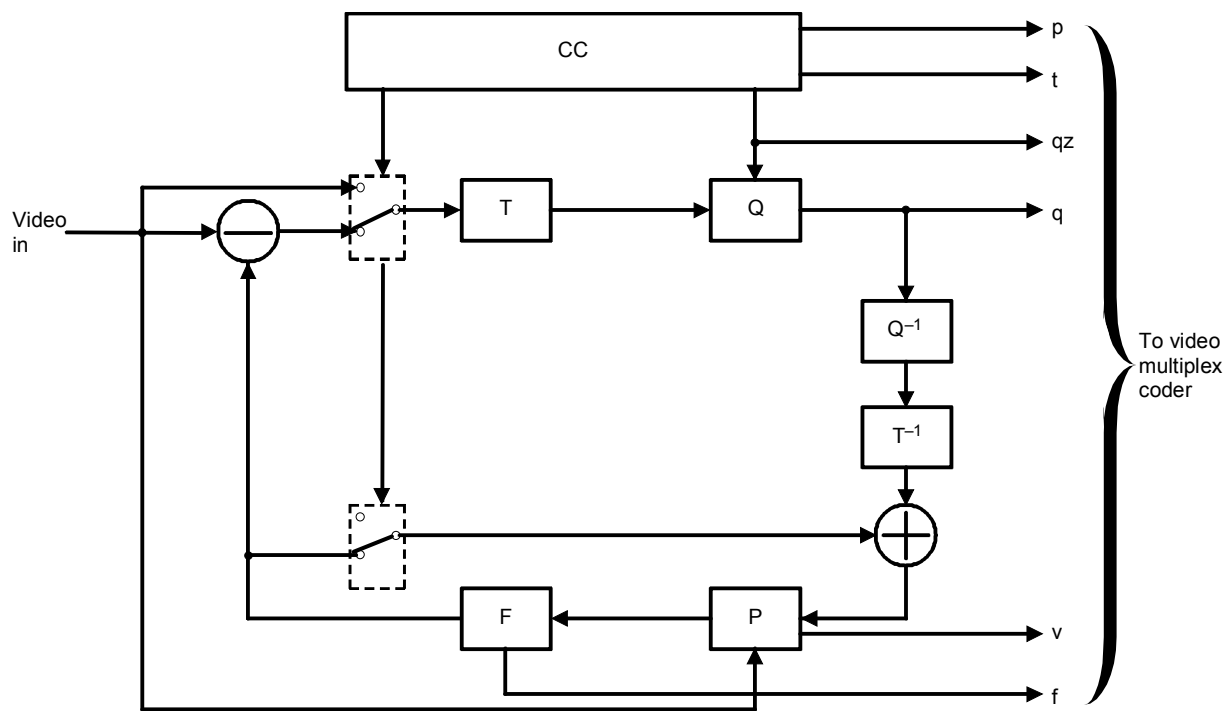 CC
p
t
qz
T
Q
q
Video
in
Q–1
To video
multiplex
coder
T–1
F
P
v
f